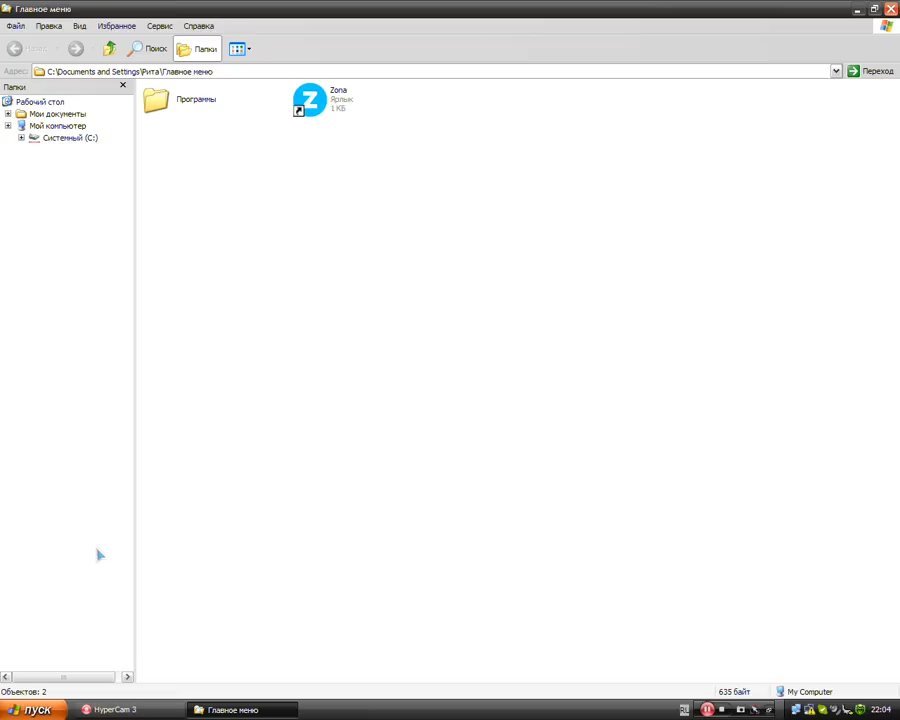 Главное меню
Файл Правка Вид Избранное Сервис Справка
Назад Поиск Папки
Адрес: C:\Documents and Settings\Рита\Главное меню Переход
Папки
Рабочий стол
Мои документы
Мой компьютер
Системный (C:)
Программы
Zona
Ярлык
1 КБ
Объектов: 2 635 байт My Computer
пуск HyperCam 3 Главное меню 22:04